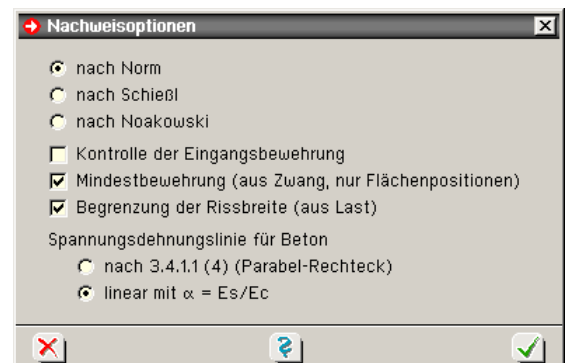 Nachweisoptionen
nach Norm
nach Schießl
nach Noakowski
Kontrolle der Eingangsbewehrung
Mindestbewehrung (aus Zwang, nur Flächenpositionen)
Begrenzung der Rissbreite (aus Last)
Spannungsdehnungslinie für Beton
nach 3.4.1.1 (4) (Parabel-Rechteck)
linear mit α = Es/Ec